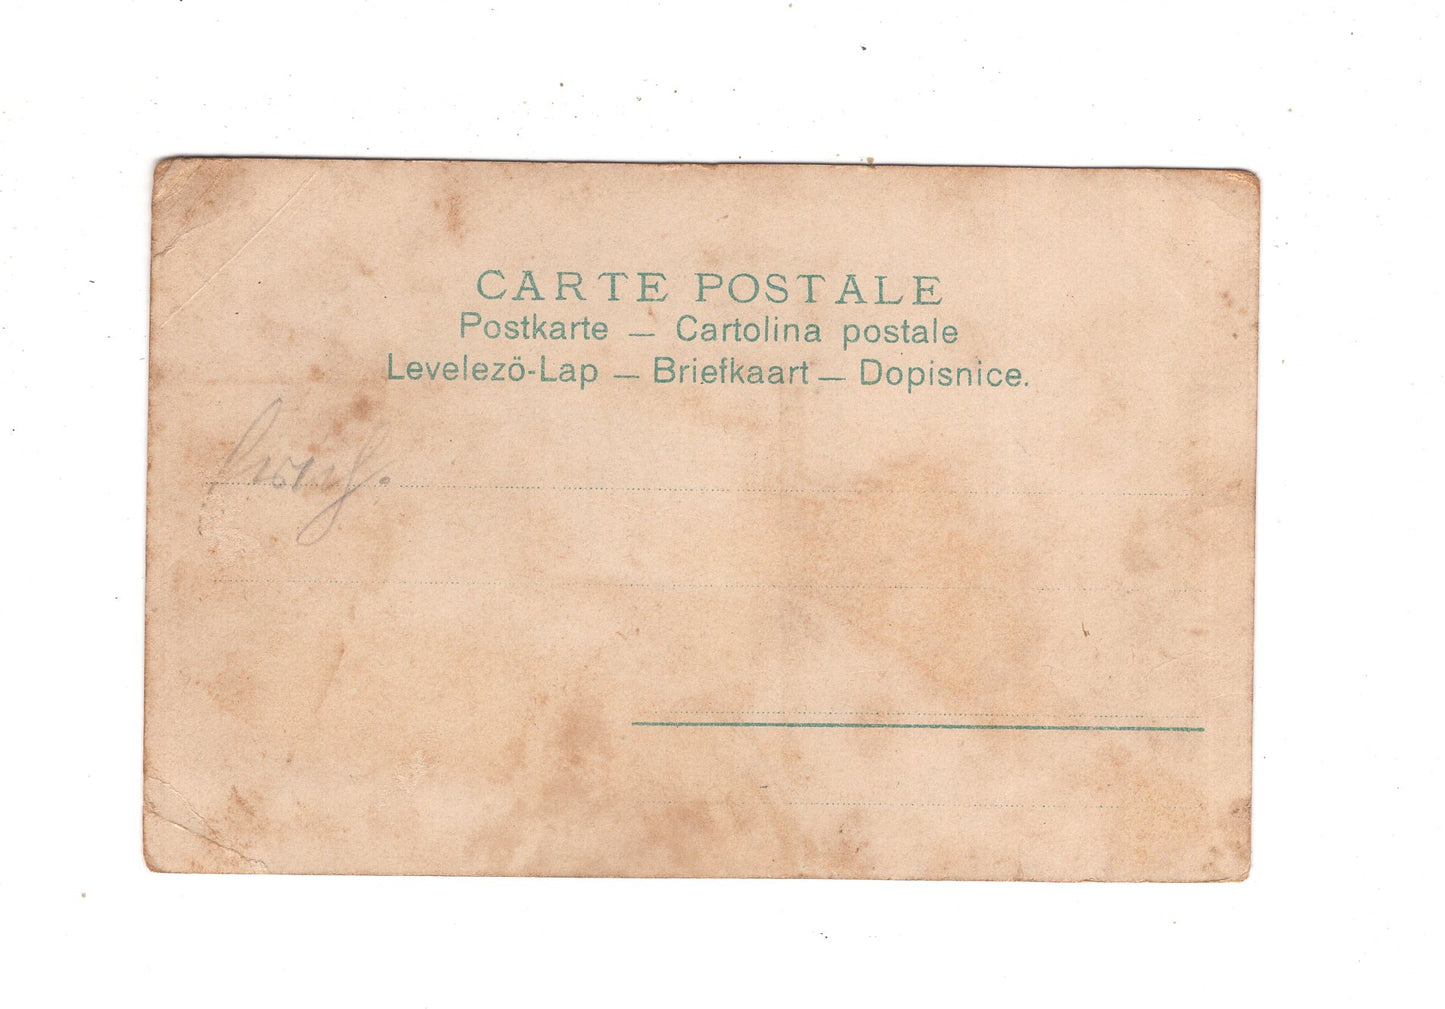 CARTE POSTALE
Postkarte — Cartolina postale
Levelezö-Lap — Briefkaart — Dopisnice.